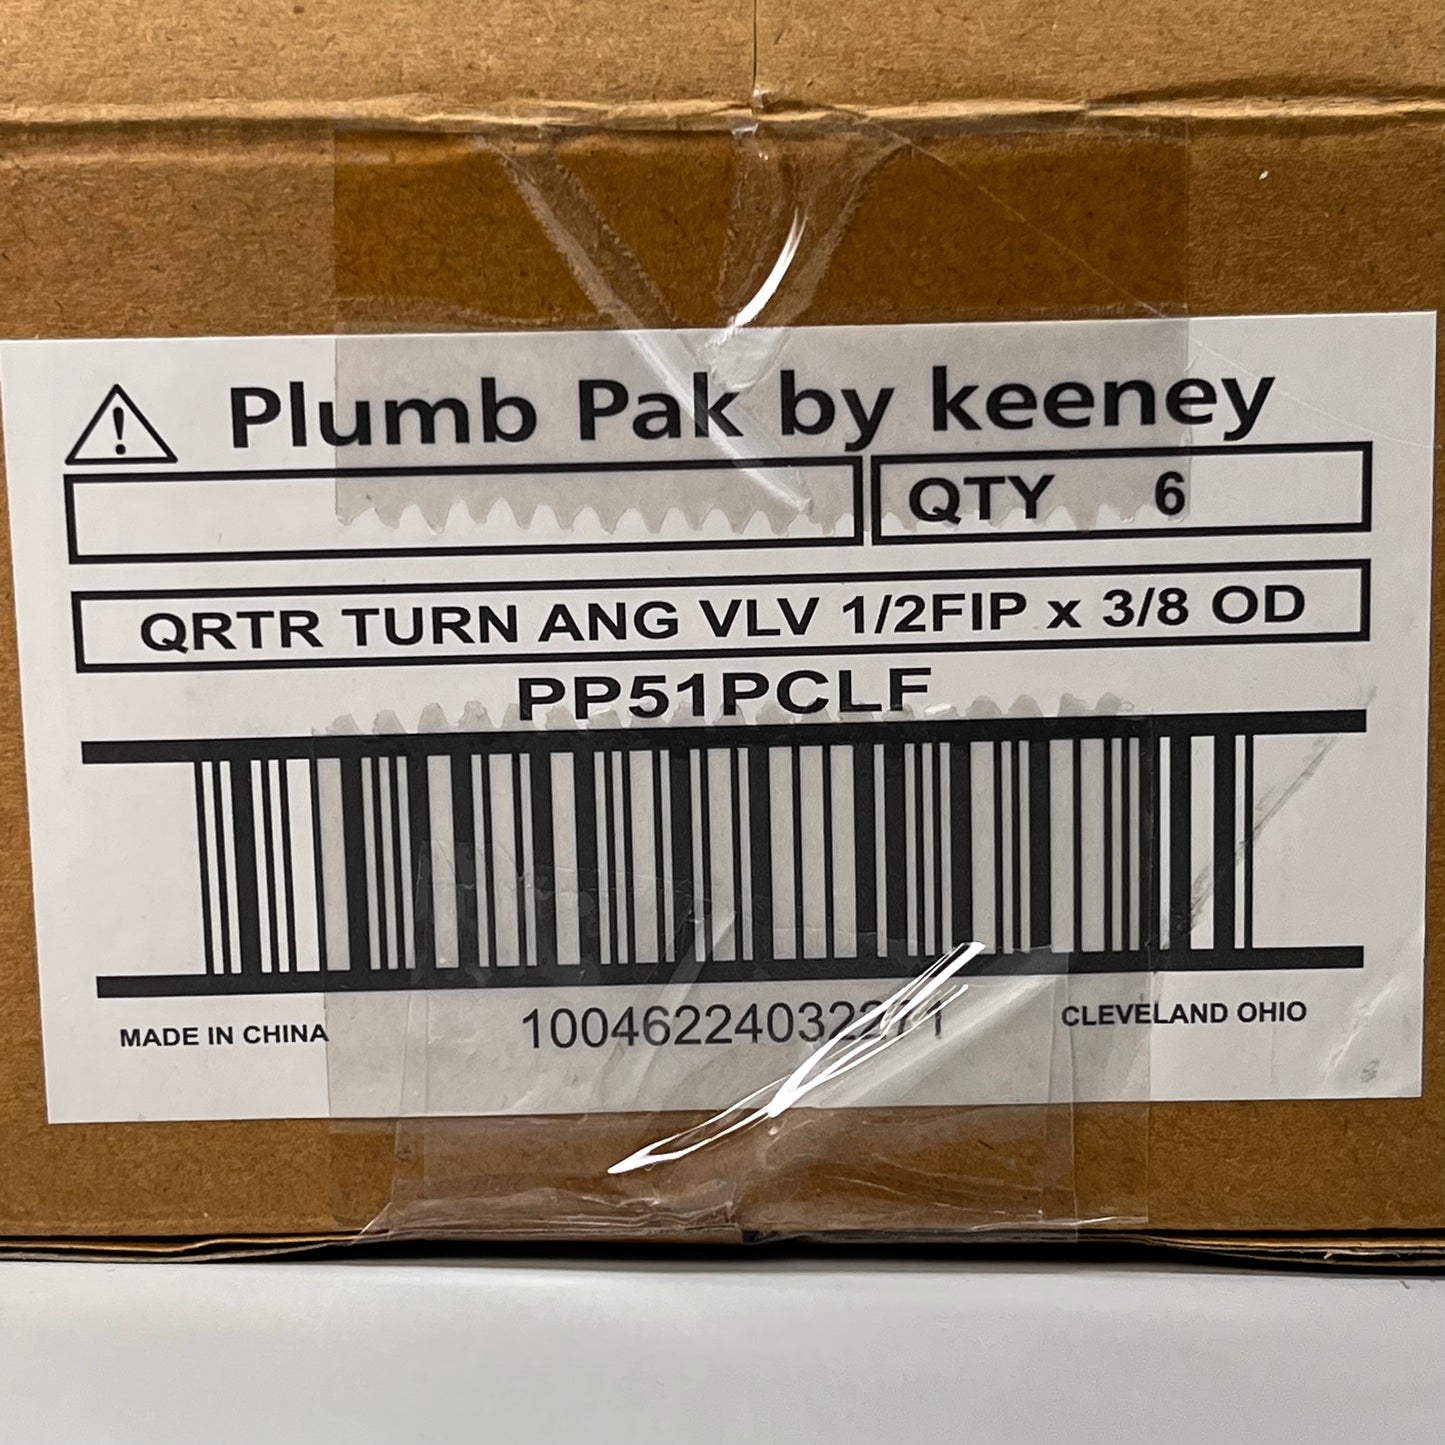 Plumb Pak by keeney
QTY 6
QRTR TURN ANG VLV 1/2FIP x 3/8 OD
PP51PCLF
10046224032271
MADE IN CHINA
CLEVELAND OHIO